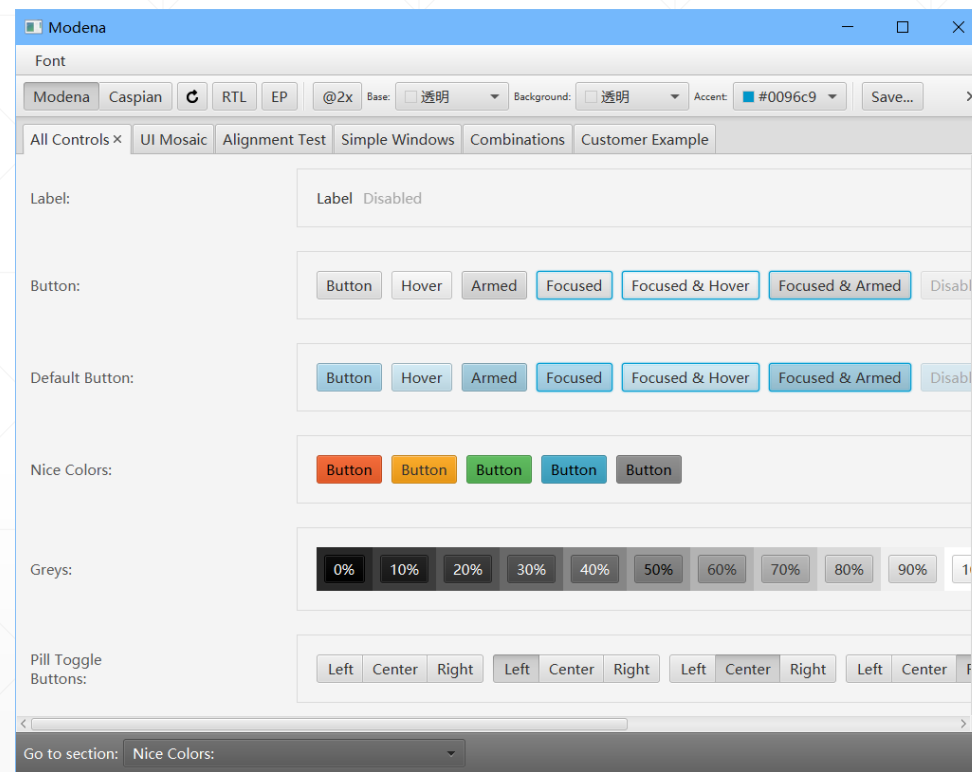 Modena
Font
Modena Caspian RTL EP @2x Base: 透明 Background: 透明 Accent: #0096c9 Save...
All Controls UI Mosaic Alignment Test Simple Windows Combinations Customer Example
Label: Label Disabled
Button: Button Hover Armed Focused Focused & Hover Focused & Armed Disabl
Default Button: Button Hover Armed Focused Focused & Hover Focused & Armed Disabl
Nice Colors: Button Button Button Button Button
Greys: 0% 10% 20% 30% 40% 50% 60% 70% 80% 90% 1
Pill Toggle
Buttons:
Left Center Right Left Center Right Left Center Right Left Center
Go to section: Nice Colors: